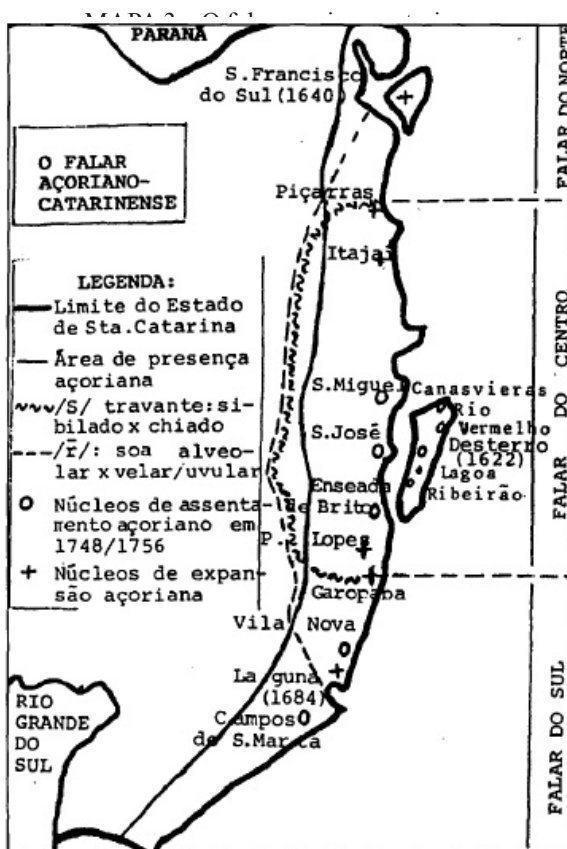 PARANÁ
S.Francisco
do Sul(1640)
FALAR DO NORTE
O FALAR
AÇORIANO-
CATARINENSE
Piçarras
Itajaí
LEGENDA:
Limite do Estado
de Sta.Catarina
Área de presença
açoriana
/S/ travante:si-
bilado x chiado
/r̄/: soa alveo-
lar x velar/uvular
Núcleos de assenta-
mento açoriano em
1748/1756
Núcleos de expan-
são açoriana
FALAR DO CENTRO
S.Miguel
Canasvieras
Rio
Vermelho
S.José
Desterro
(1622)
Lagoa
Ribeirão
Enseada
de Brito
P. Lopes
Garopaba
Vila Nova
Laguna
(1684)
Campos
de S.Marta
RIO
GRANDE
DO
SUL
FALAR DO SUL